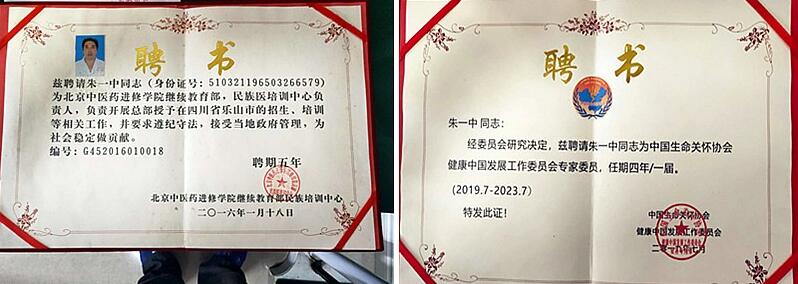 聘 书
兹聘请朱一中同志（身份证号：510321196503266579）
为北京中医药进修学院继续教育部，民族医培训中心负
责人，负责开展总部授予在四川省乐山市的招生、培训
等相关工作，并要求遵纪守法，接受当地政府管理，为
社会稳定做贡献。
编号：G452016010018
聘期五年
北京中医药进修学院继续教育部民族培训中心
二〇一六年一月十八日
聘 书
朱一中 同志：
经委员会研究决定，兹聘请朱一中同志为中国生命关怀协会
健康中国发展工作委员会专家委员，任期四年/一届。
(2019.7-2023.7)
特发此证！
中国生命关怀协会
健康中国发展工作委员会
二零一九年七月